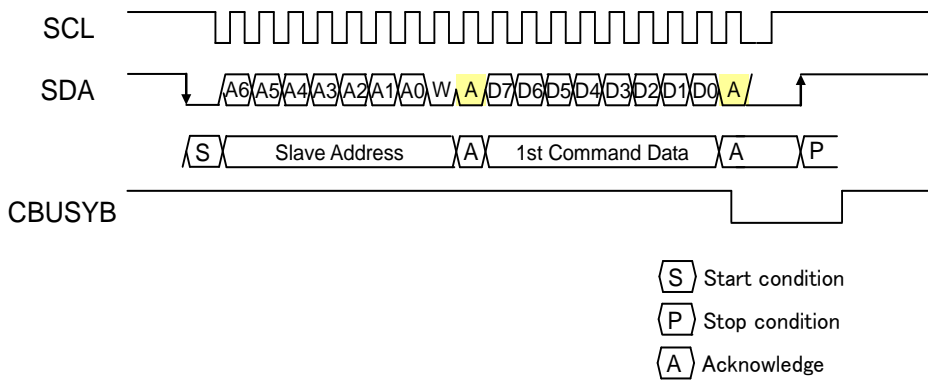 SCL
SDA A6 A5 A4 A3 A2 A1 A0 W A D7 D6 D5 D4 D3 D2 D1 D0 A
S Slave Address A 1st Command Data A P
CBUSYB
S Start condition
P Stop condition
A Acknowledge